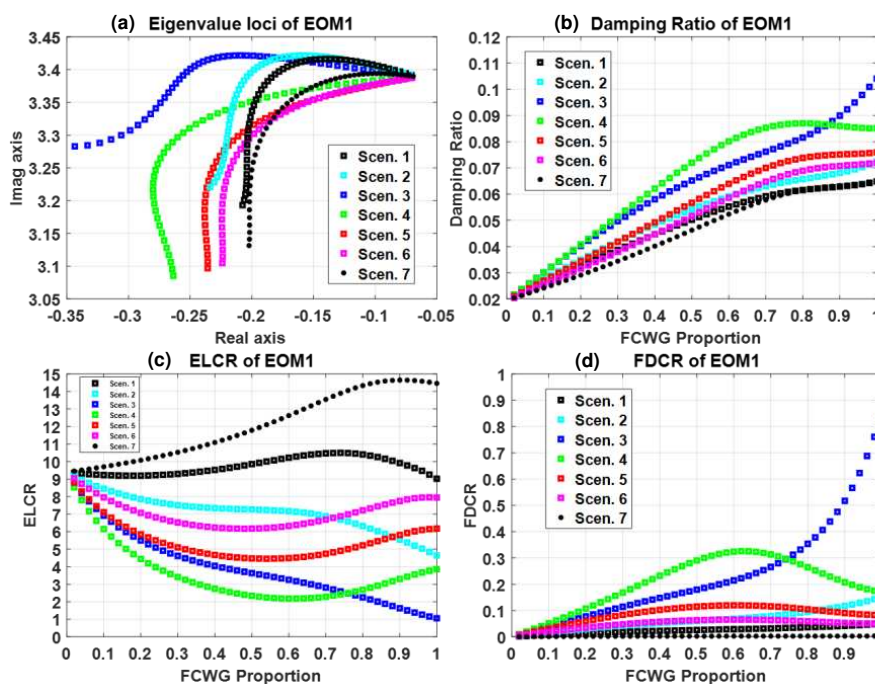 (a) Eigenvalue loci of EOM1
3.45
3.4
3.35
3.3
3.25
3.2
3.15
3.1
3.05
Imag axis
-0.35 -0.3 -0.25 -0.2 -0.15 -0.1 -0.05
Real axis
Scen. 1
Scen. 2
Scen. 3
Scen. 4
Scen. 5
Scen. 6
Scen. 7
(b) Damping Ratio of EOM1
0.12
0.11
0.1
0.09
0.08
0.07
0.06
0.05
0.04
0.03
0.02
Damping Ratio
0 0.1 0.2 0.3 0.4 0.5 0.6 0.7 0.8 0.9 1
FCWG Proportion
Scen. 1
Scen. 2
Scen. 3
Scen. 4
Scen. 5
Scen. 6
Scen. 7
(c) ELCR of EOM1
15
14
13
12
11
10
9
8
7
6
5
4
3
2
1
0
ELCR
0 0.1 0.2 0.3 0.4 0.5 0.6 0.7 0.8 0.9 1
FCWG Proportion
Scen. 1
Scen. 2
Scen. 3
Scen. 4
Scen. 5
Scen. 6
Scen. 7
(d) FDCR of EOM1
1
0.9
0.8
0.7
0.6
0.5
0.4
0.3
0.2
0.1
0
FDCR
0 0.1 0.2 0.3 0.4 0.5 0.6 0.7 0.8 0.9 1
FCWG Proportion
Scen. 1
Scen. 2
Scen. 3
Scen. 4
Scen. 5
Scen. 6
Scen. 7